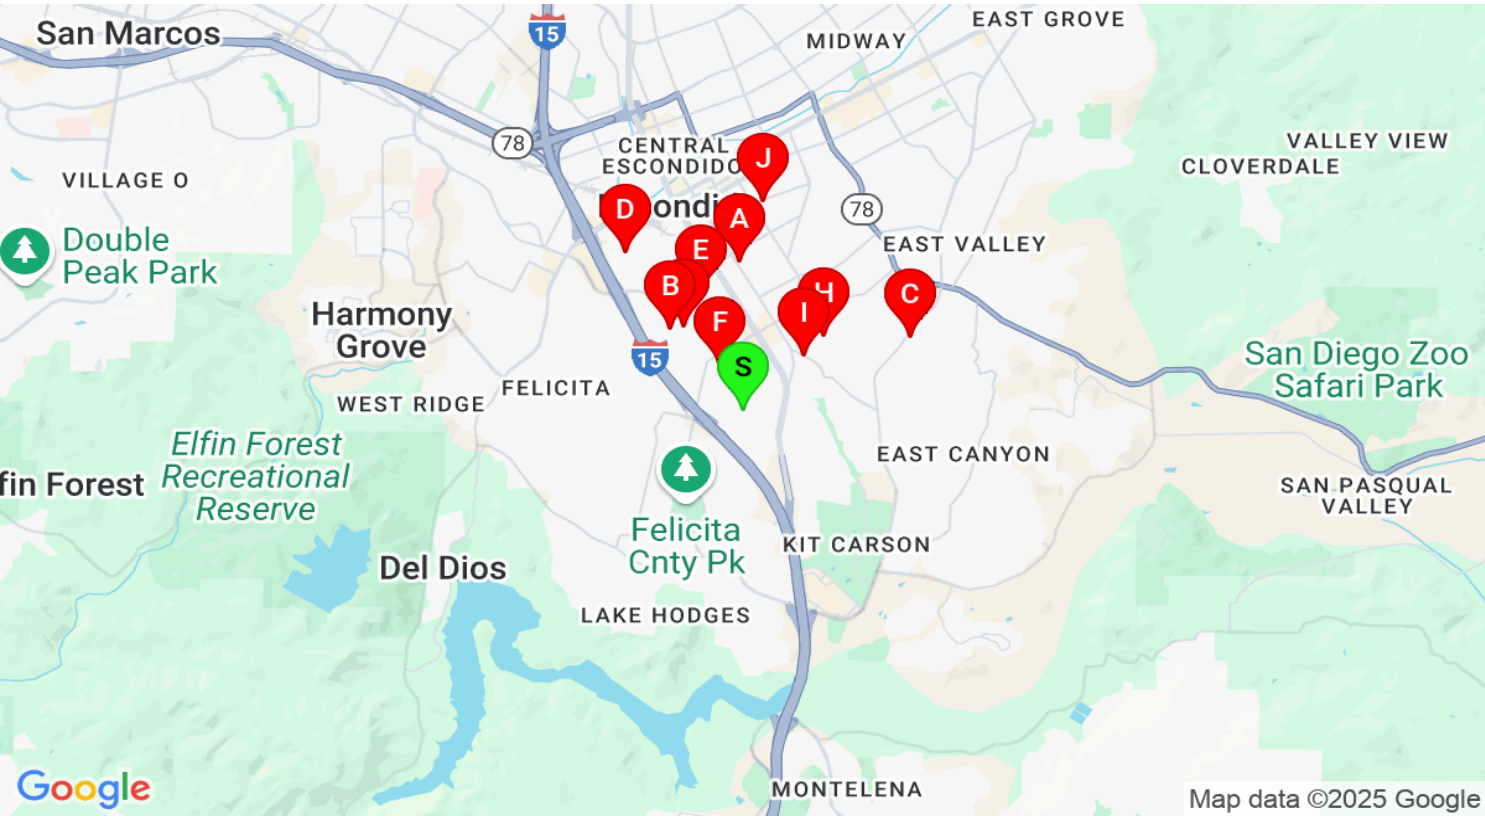 San Marcos
15
EAST GROVE
MIDWAY
78
CENTRAL
ESCONDIDO
J
VALLEY VIEW
CLOVERDALE
VILLAGE O
D
A
78
Double
Peak Park
E
EAST VALLEY
B
H
C
I
F
Harmony
Grove
15
S
San Diego Zoo
Safari Park
FELICITA
WEST RIDGE
Elfin Forest
Recreational
Reserve
fin Forest
EAST CANYON
SAN PASQUAL
VALLEY
Felicita
Cnty Pk
KIT CARSON
Del Dios
LAKE HODGES
MONTELENA
Google
Map data ©2025 Google